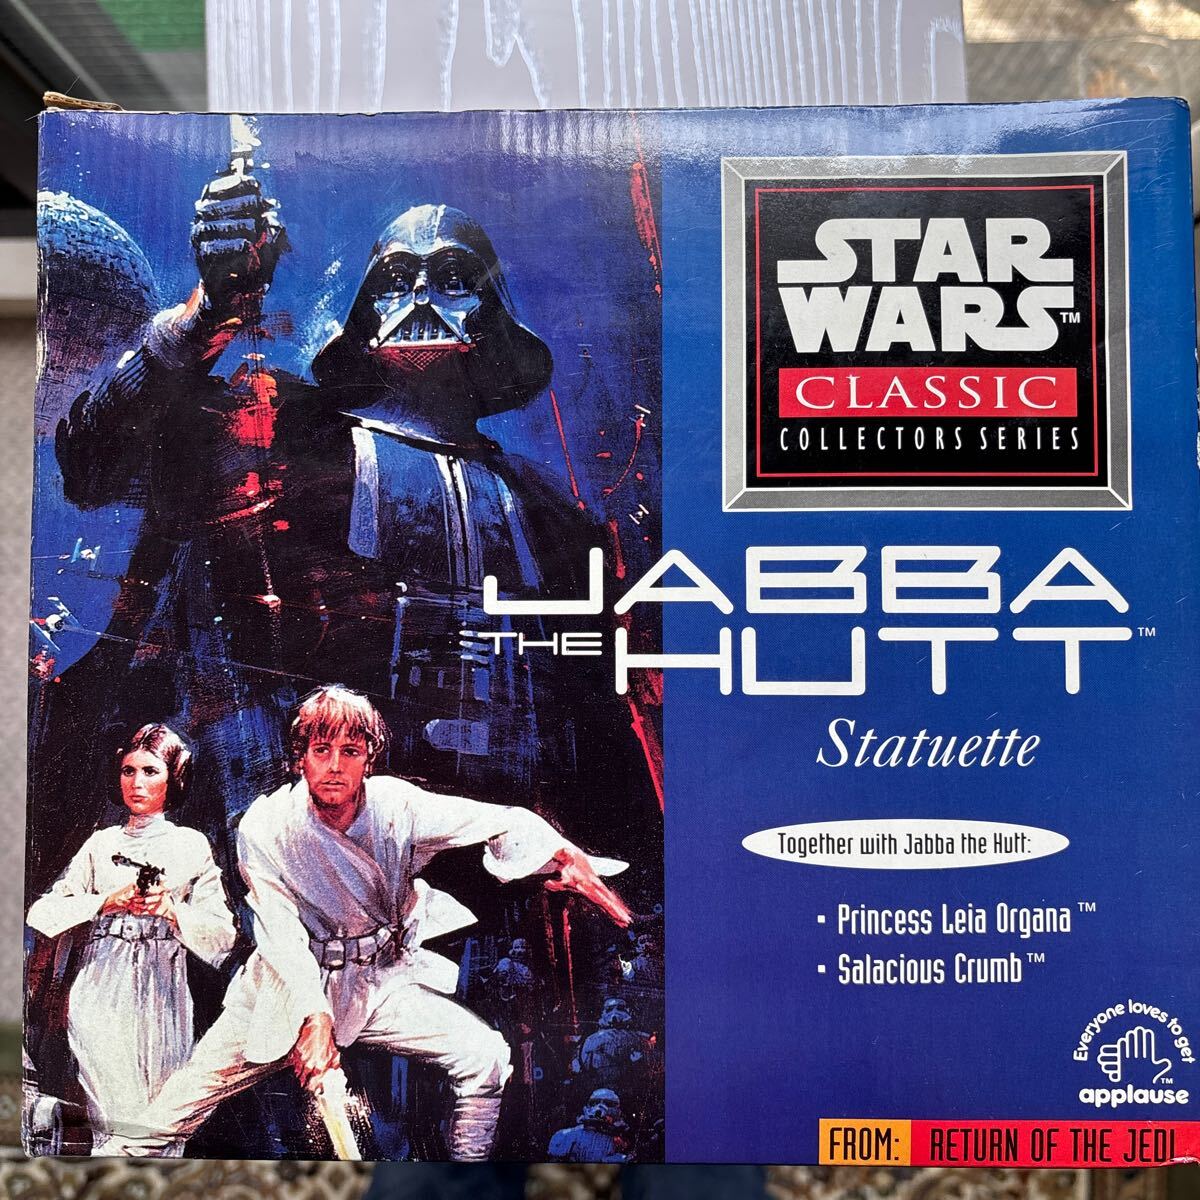 STAR
WARS™
CLASSIC
COLLECTORS SERIES
JABBA
THE HUTT™
Statuette
Together with Jabba the Hutt:
· Princess Leia Organa™
· Salacious Crumb™
Everyone loves to get
applause™
FROM: RETURN OF THE JEDI